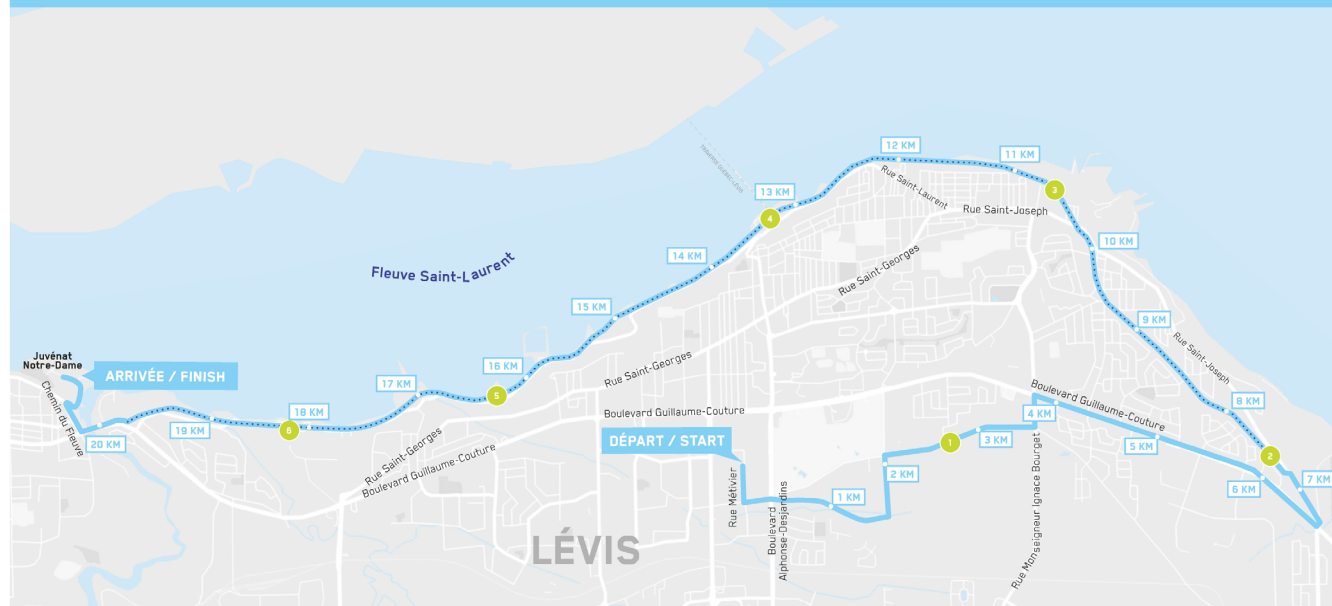 12 KM
11 KM
3
TRAVERSE QUÉBEC-LÉVIS
13 KM
Rue Saint-Laurent
Rue Saint-Joseph
4
10 KM
14 KM
Fleuve Saint-Laurent
Rue Saint-Georges
15 KM
9 KM
Rue Saint-Joseph
Juvénat
Notre-Dame
ARRIVÉE / FINISH
16 KM
Rue Saint-Georges
17 KM
5
Chemin du Fleuve
18 KM
Boulevard Guillaume-Couture
Boulevard Guillaume-Couture
8 KM
4 KM
19 KM
6
20 KM
DÉPART / START
1
3 KM
5 KM
2
Rue Saint-Georges
Boulevard Guillaume-Couture
2 KM
6 KM
7 KM
Rue Métivier
1 KM
Boulevard
Alphonse-Desjardins
Rue Monseigneur Ignace Bourget
LÉVIS